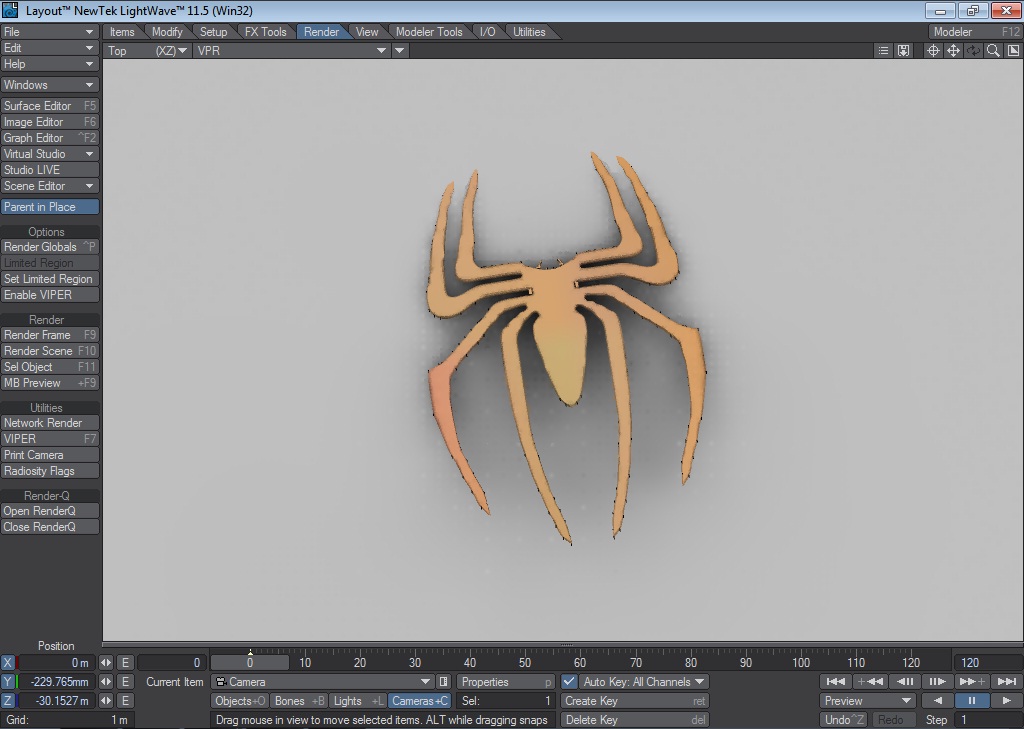 Layout™ NewTek LightWave™ 11.5 (Win32)
File Items Modify Setup FX Tools Render View Modeler Tools I/O Utilities Modeler F12
Edit Top (XZ) VPR
Help
Windows
Surface Editor F5
Image Editor F6
Graph Editor ^F2
Virtual Studio
Studio LIVE
Scene Editor
Parent in Place
Options
Render Globals ^P
Limited Region
Set Limited Region
Enable VIPER
Render
Render Frame F9
Render Scene F10
Sel Object F11
MB Preview +F9
Utilities
Network Render
VIPER F7
Print Camera
Radiosity Flags
Render-Q
Open RenderQ
Close RenderQ
Position
X 0 m E 0 0 10 20 30 40 50 60 70 80 90 100 110 120 120
Y -229.765mm E Current Item Camera Properties p Auto Key: All Channels
Z -30.1527 m E Objects+O Bones +B Lights +L Cameras+C Sel: 1 Create Key ret Preview
Grid: 1 m Drag mouse in view to move selected items. ALT while dragging snaps Delete Key del Undo^Z Redo Step 1